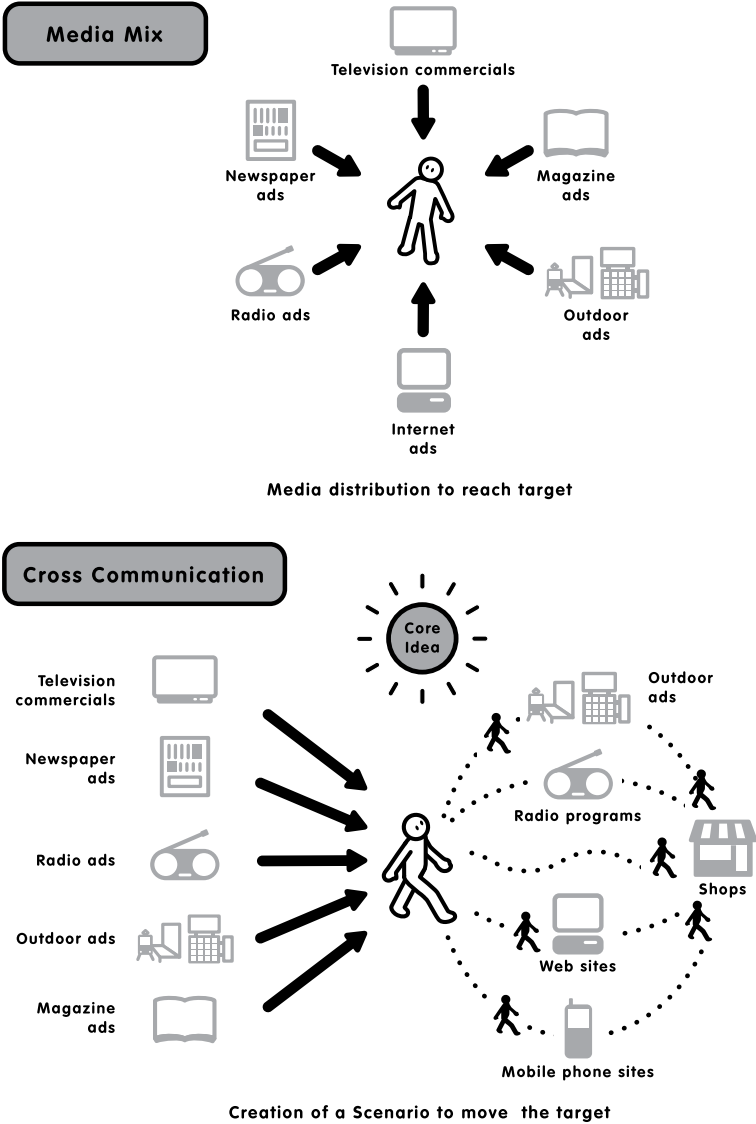 Media Mix
Television commercials
Newspaper
ads
Magazine
ads
Radio ads
Outdoor
ads
Internet
ads
Media distribution to reach target
Cross Communication
Core
Idea
Television
commercials
Newspaper
ads
Radio ads
Outdoor ads
Magazine
ads
Outdoor
ads
Radio programs
Shops
Web sites
Mobile phone sites
Creation of a Scenario to move the target